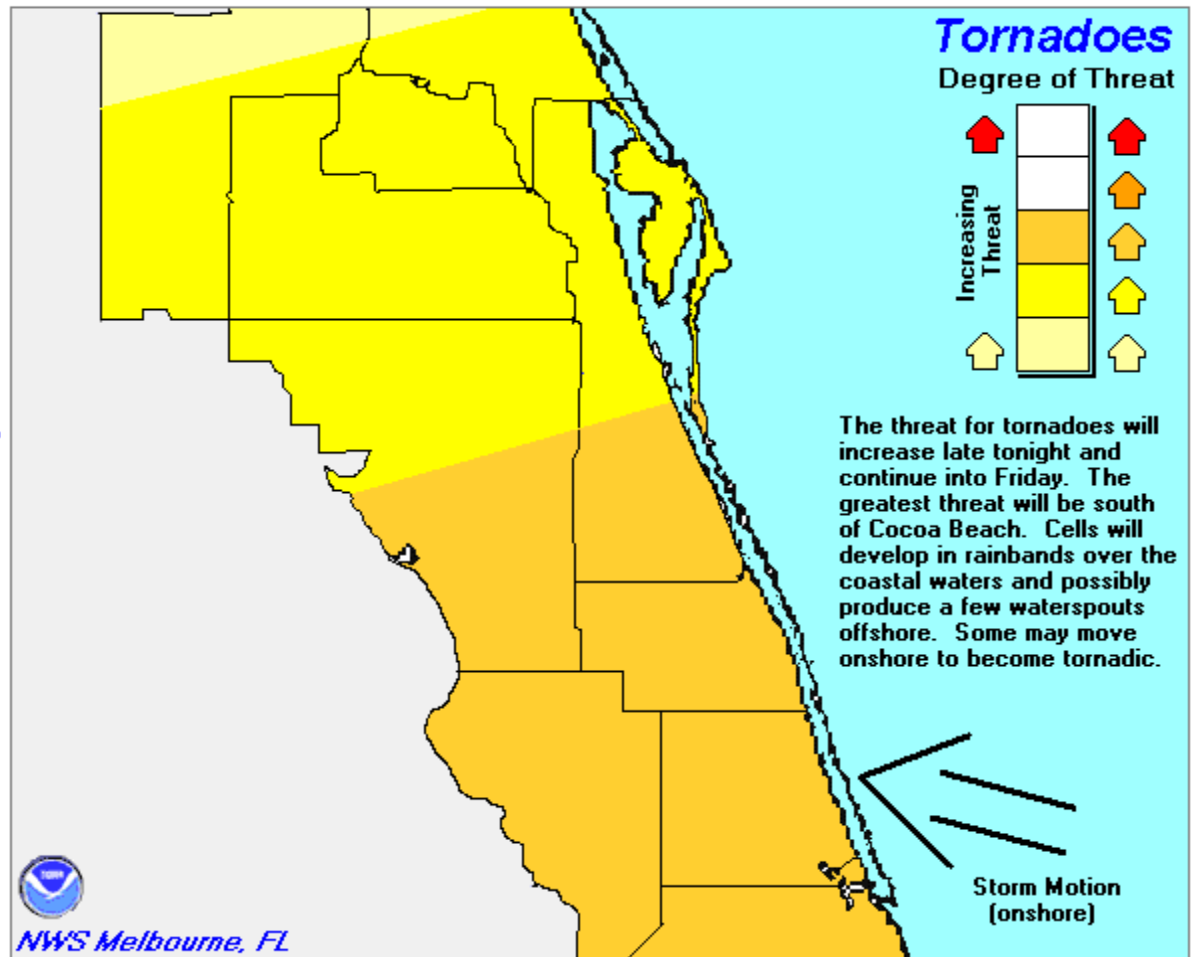 Tornadoes
Degree of Threat
Increasing
Threat
The threat for tornadoes will
increase late tonight and
continue into Friday. The
greatest threat will be south
of Cocoa Beach. Cells will
develop in rainbands over the
coastal waters and possibly
produce a few waterspouts
offshore. Some may move
onshore to become tornadic.
Storm Motion
(onshore)
NWS Melbourne, FL